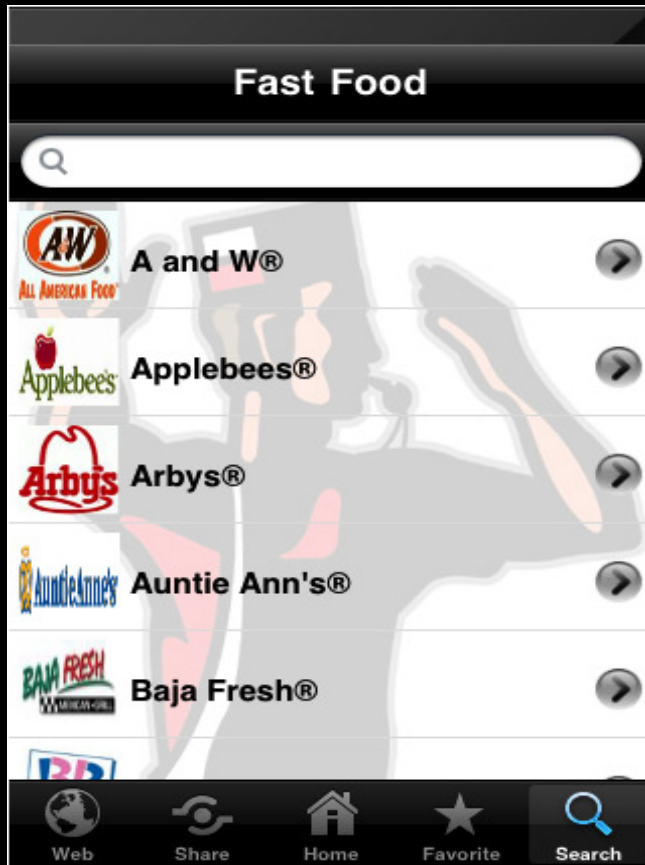 Fast Food
A&W
ALL AMERICAN FOOD
A and W®
Applebee's
Applebees®
Arby's
Arbys®
AuntieAnne's
Auntie Ann's®
BAJA FRESH
MEXICAN GRILL
Baja Fresh®
BR
Web
Share
Home
Favorite
Search